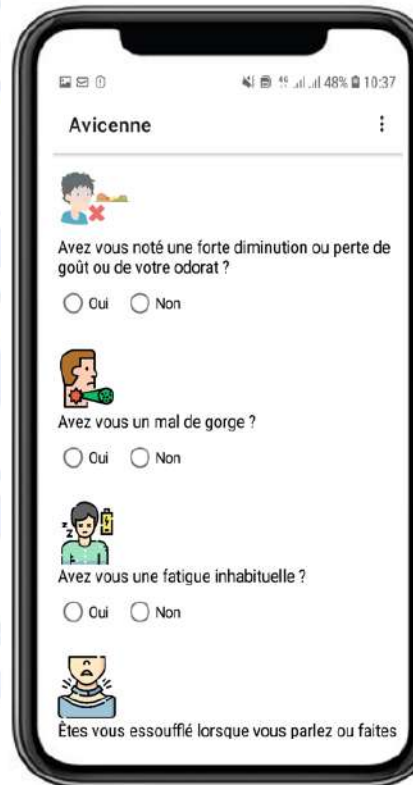 48% 10:37
Avicenne
Avez vous noté une forte diminution ou perte de
goût ou de votre odorat ?
Oui Non
Avez vous un mal de gorge ?
Oui Non
Avez vous une fatigue inhabituelle ?
Oui Non
Êtes vous essoufflé lorsque vous parlez ou faites